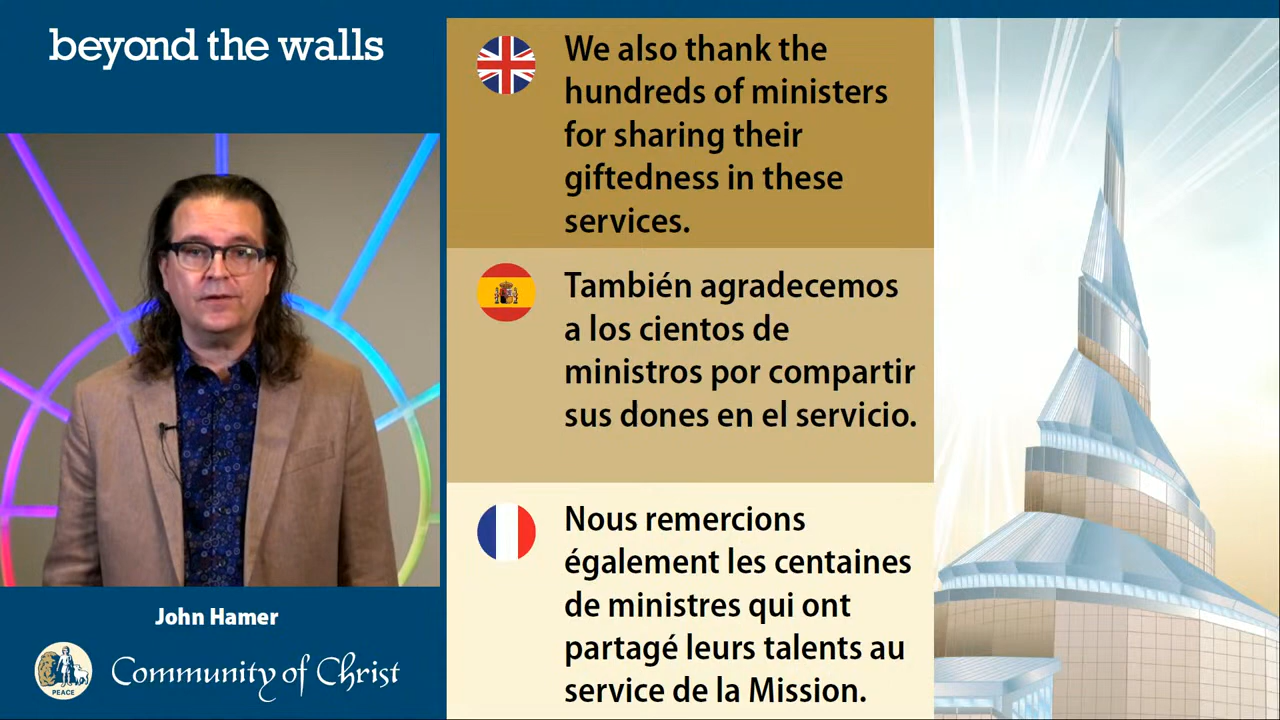 beyond the walls
We also thank the
hundreds of ministers
for sharing their
giftedness in these
services.
También agradecemos
a los cientos de
ministros por compartir
sus dones en el servicio.
Nous remercions
également les centaines
de ministres qui ont
partagé leurs talents au
service de la Mission.
John Hamer
PEACE
Community of Christ